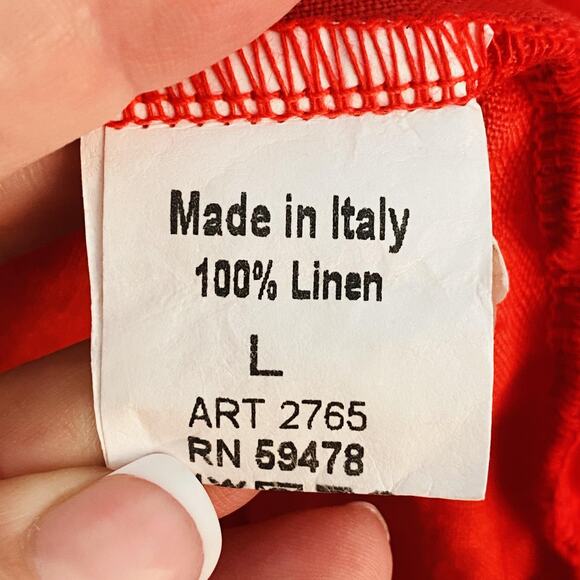 Made in Italy
100% Linen
L
ART 2765
RN 59478